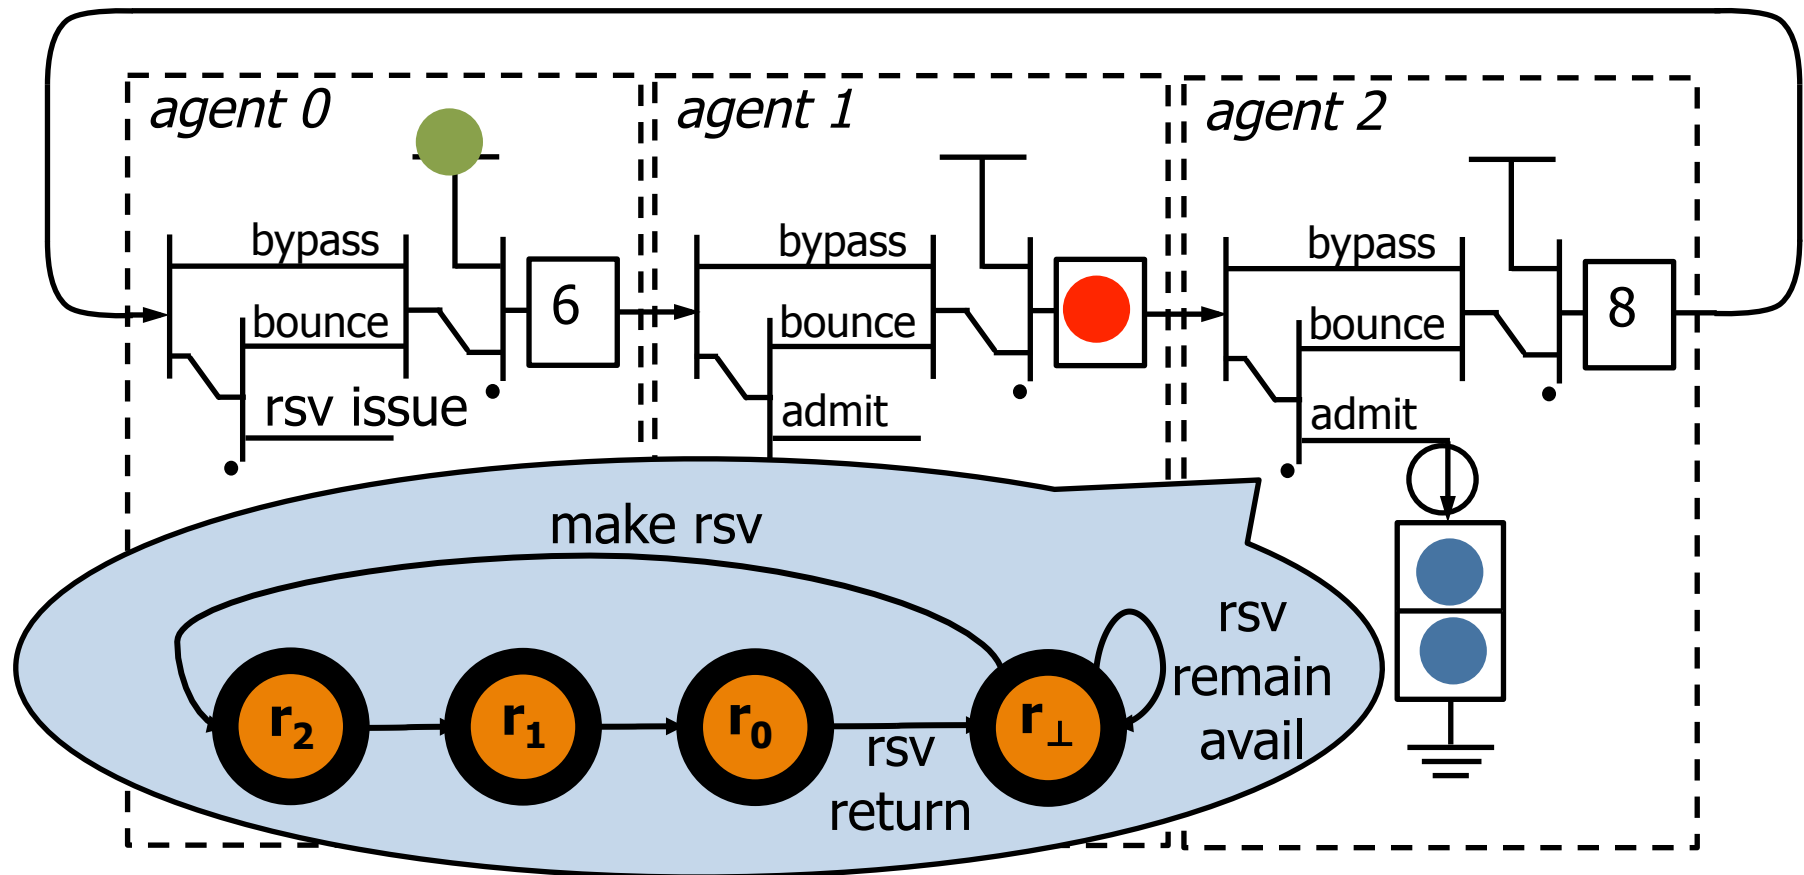 agent 0
agent 1
agent 2
bypass
bypass
bypass
bounce
bounce
bounce
6
8
rsv issue
admit
admit
make rsv
r₂
r₁
r₀
r⊥
rsv
return
rsv
remain
avail